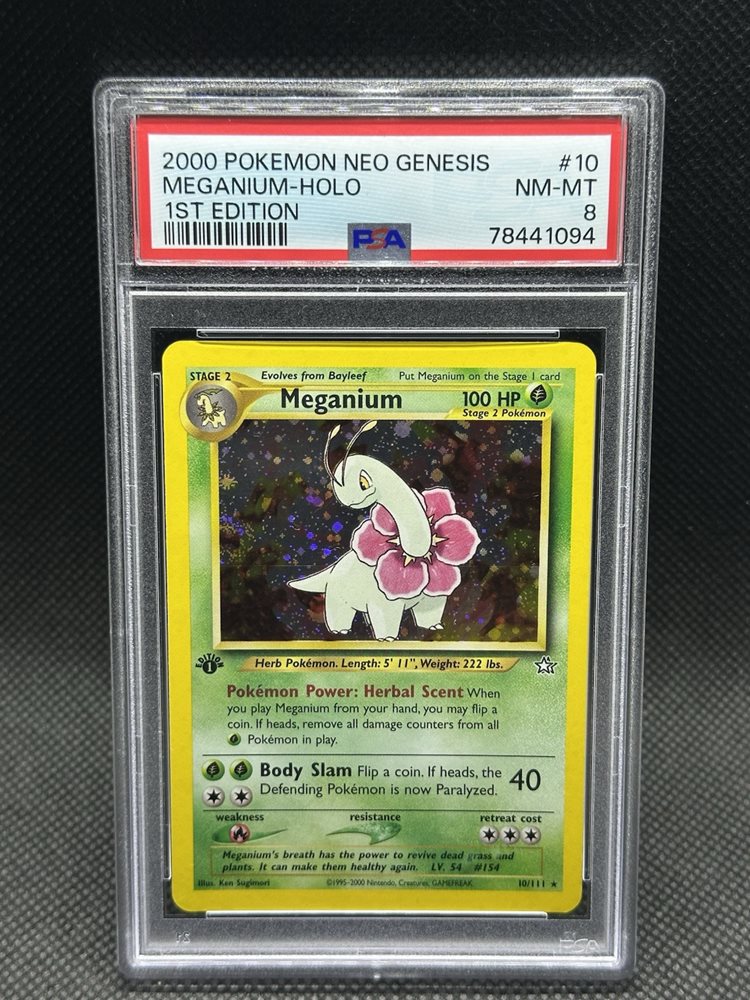 2000 POKEMON NEO GENESIS #10
MEGANIUM-HOLO NM-MT
1ST EDITION 8
PSA 78441094
STAGE 2 Evolves from Bayleef Put Meganium on the Stage 1 card
Meganium 100 HP
Stage 2 Pokémon
EDITION
1
Herb Pokémon. Length: 5' 11", Weight: 222 lbs.
Pokémon Power: Herbal Scent When
you play Meganium from your hand, you may flip a
coin. If heads, remove all damage counters from all
Pokémon in play.
Body Slam Flip a coin. If heads, the 40
Defending Pokémon is now Paralyzed.
weakness resistance retreat cost
Meganium's breath has the power to revive dead grass and
plants. It can make them healthy again. LV. 54 #154
Illus. Ken Sugimori ©1995-2000 Nintendo, Creatures, GAMEFREAK 10/111 ★
PSA